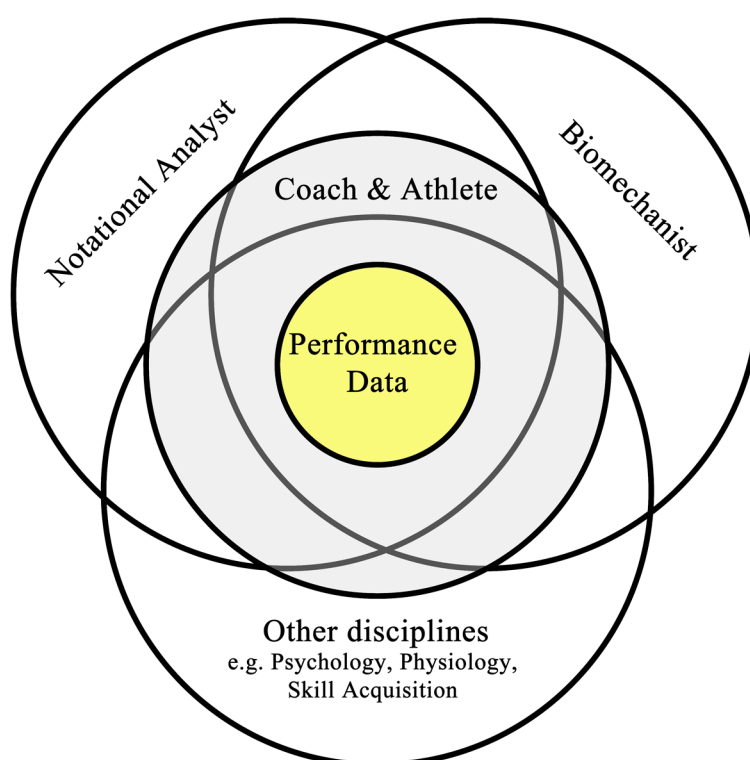 Notational Analyst
Biomechanist
Coach & Athlete
Performance
Data
Other disciplines
e.g. Psychology, Physiology,
Skill Acquisition